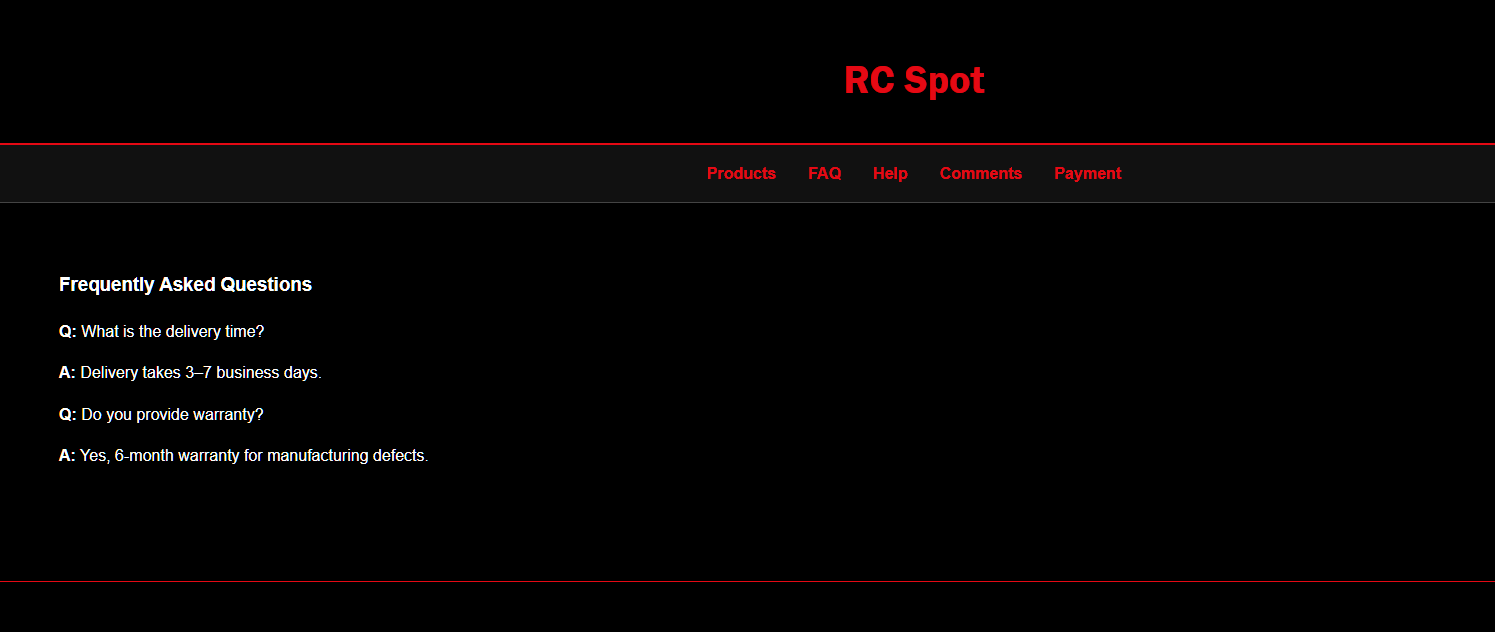 RC Spot
Products FAQ Help Comments Payment
Frequently Asked Questions
Q: What is the delivery time?
A: Delivery takes 3–7 business days.
Q: Do you provide warranty?
A: Yes, 6-month warranty for manufacturing defects.